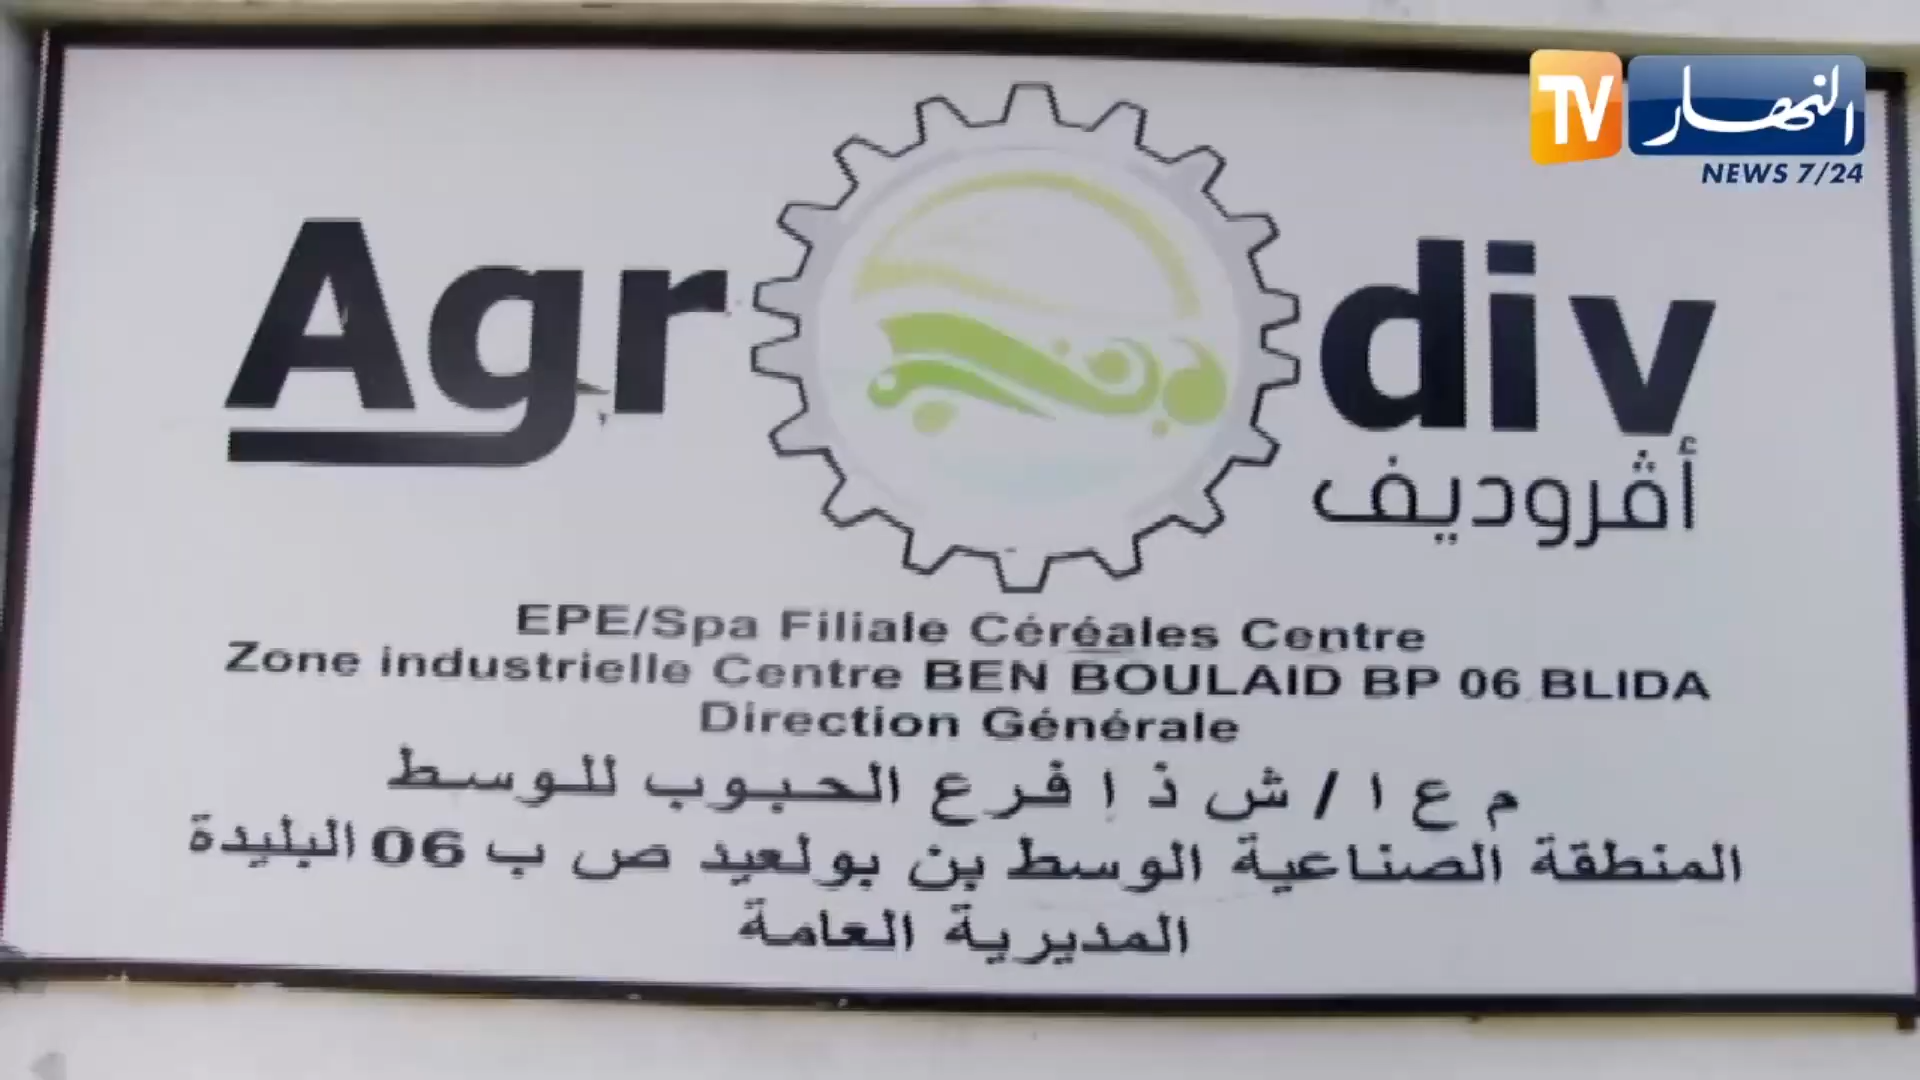 TV النهار
NEWS 7/24
Agr div
أڤروديف
EPE/Spa Filiale Céréales Centre
Zone industrielle Centre BEN BOULAID BP 06 BLIDA
Direction Générale
م ع ا / ش ذ إ فرع الحبوب للوسط
المنطقة الصناعية الوسط بن بولعيد ص ب 06 البليدة
المديرية العامة